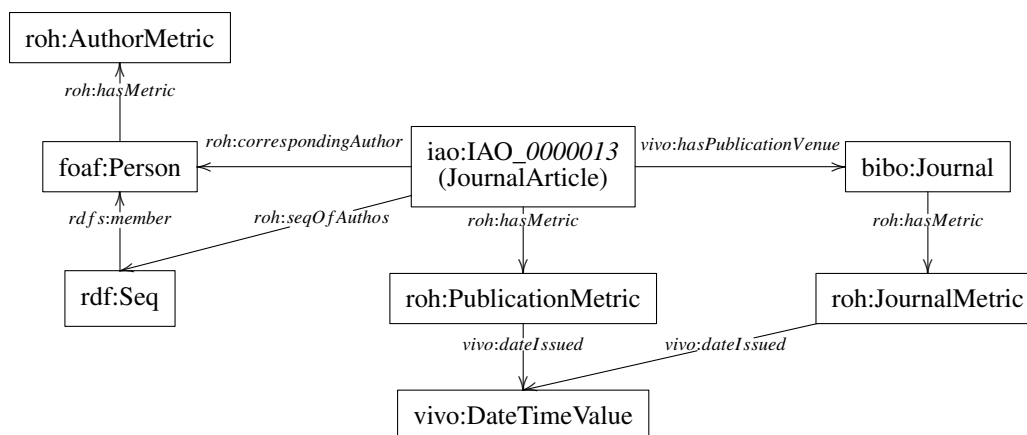 roh:AuthorMetric
roh:hasMetric
roh:correspondingAuthor
vivo:hasPublicationVenue
foaf:Person
iao:IAO_0000013
(JournalArticle)
bibo:Journal
rdfs:member
roh:seqOfAuthos
roh:hasMetric
roh:hasMetric
rdf:Seq
roh:PublicationMetric
roh:JournalMetric
vivo:dateIssued
vivo:dateIssued
vivo:DateTimeValue